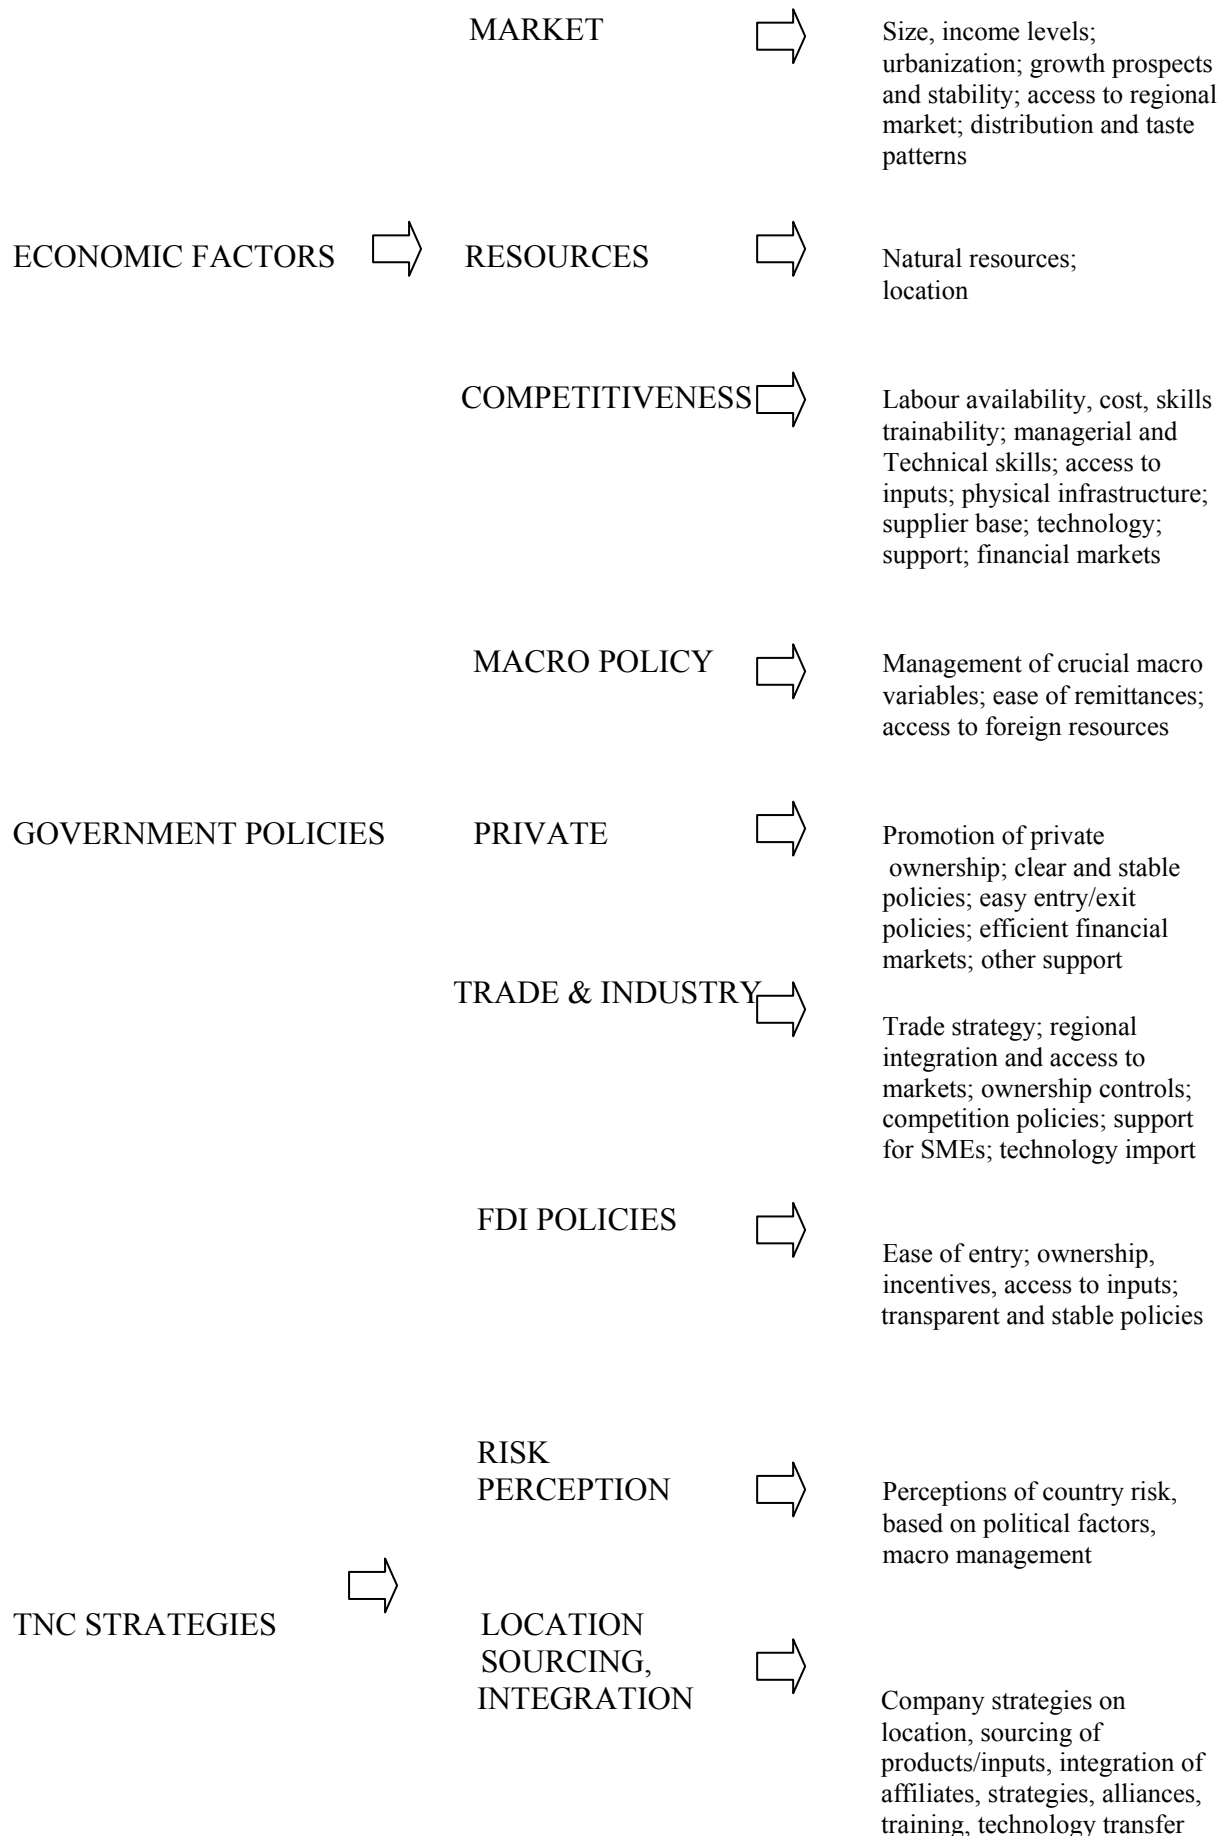 MARKET
Size, income levels;
urbanization; growth prospects
and stability; access to regional
market; distribution and taste
patterns
ECONOMIC FACTORS
RESOURCES
Natural resources;
location
COMPETITIVENESS
Labour availability, cost, skills
trainability; managerial and
Technical skills; access to
inputs; physical infrastructure;
supplier base; technology;
support; financial markets
MACRO POLICY
Management of crucial macro
variables; ease of remittances;
access to foreign resources
GOVERNMENT POLICIES
PRIVATE
Promotion of private
ownership; clear and stable
policies; easy entry/exit
policies; efficient financial
markets; other support
TRADE & INDUSTRY
Trade strategy; regional
integration and access to
markets; ownership controls;
competition policies; support
for SMEs; technology import
FDI POLICIES
Ease of entry; ownership,
incentives, access to inputs;
transparent and stable policies
RISK
PERCEPTION
Perceptions of country risk,
based on political factors,
macro management
TNC STRATEGIES
LOCATION
SOURCING,
INTEGRATION
Company strategies on
location, sourcing of
products/inputs, integration of
affiliates, strategies, alliances,
training, technology transfer